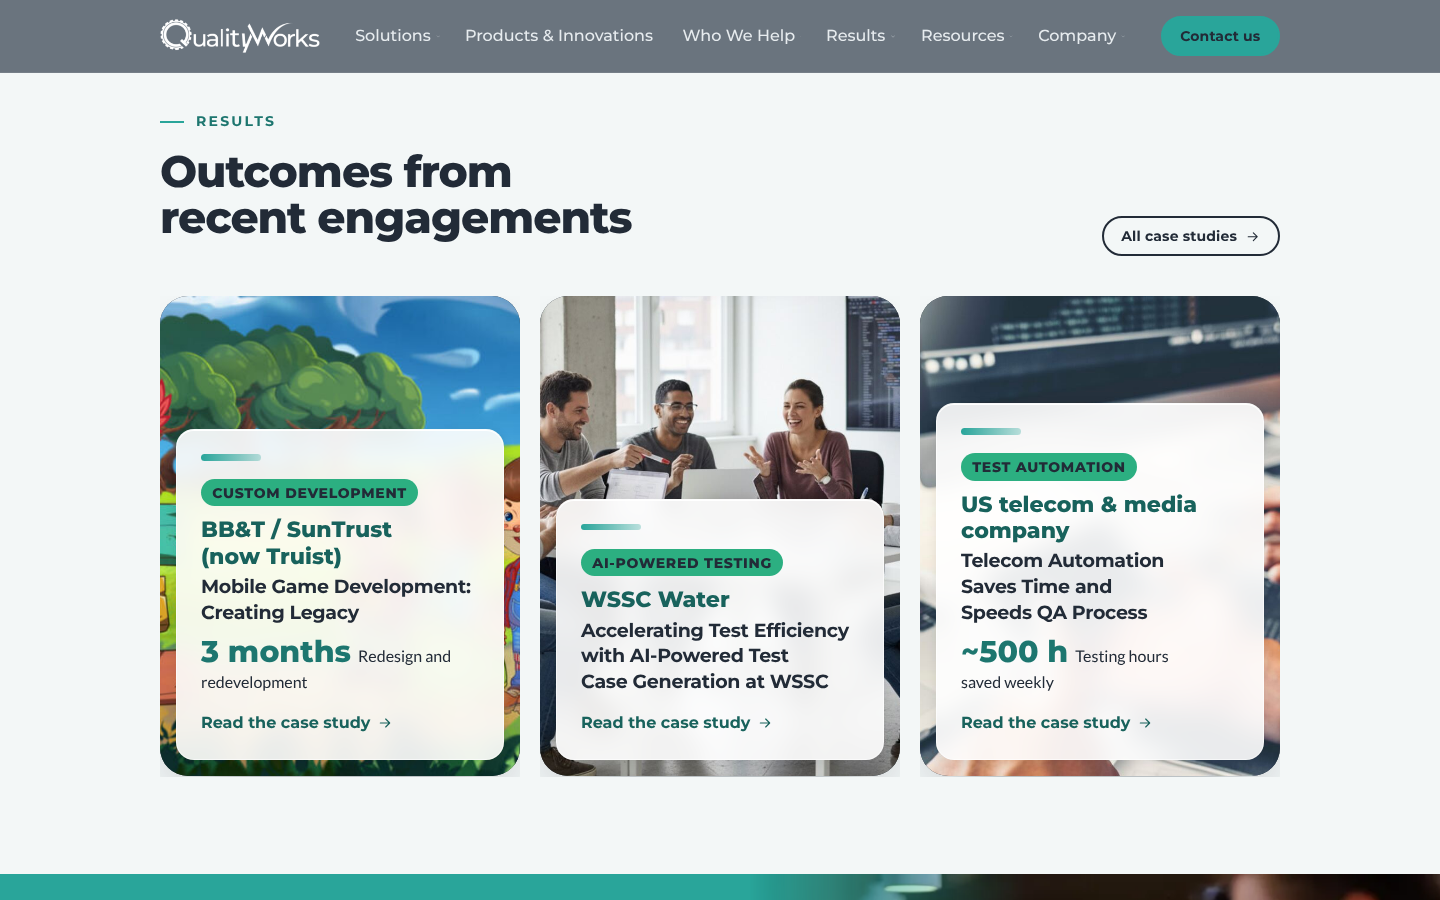 QualityWorks
Solutions
Products & Innovations
Who We Help
Results
Resources
Company
Contact us
RESULTS
Outcomes from
recent engagements
All case studies →
CUSTOM DEVELOPMENT
BB&T / SunTrust
(now Truist)
Mobile Game Development:
Creating Legacy
3 months Redesign and
redevelopment
Read the case study →
AI-POWERED TESTING
WSSC Water
Accelerating Test Efficiency
with AI-Powered Test
Case Generation at WSSC
Read the case study →
TEST AUTOMATION
US telecom & media
company
Telecom Automation
Saves Time and
Speeds QA Process
~500 h Testing hours
saved weekly
Read the case study →